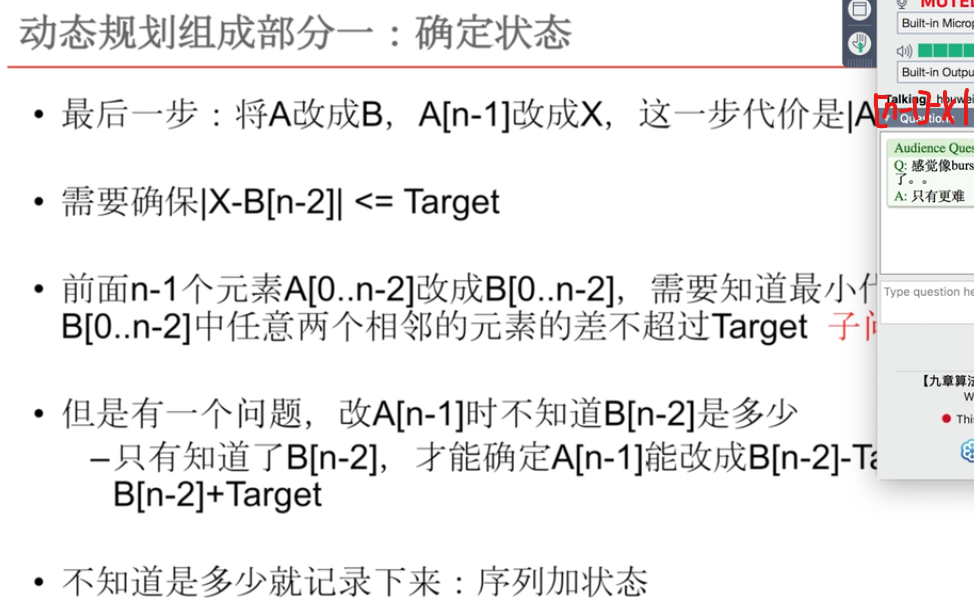 动态规划组成部分一：确定状态
• 最后一步：将A改成B，A[n-1]改成X，这一步代价是|A
[n-1]-X|
• 需要确保|X-B[n-2]| <= Target
• 前面n-1个元素A[0..n-2]改成B[0..n-2]，需要知道最小
B[0..n-2]中任意两个相邻的元素的差不超过Target 子
• 但是有一个问题，改A[n-1]时不知道B[n-2]是多少
–只有知道了B[n-2]，才能确定A[n-1]能改成B[n-2]-Ta
B[n-2]+Target
• 不知道是多少就记录下来：序列加状态
MUTED
Built-in Microp
Built-in Outpu
Talking: houwei
Questions
Audience Ques
Q: 感觉像burs
了。。
A: 只有更难
Type question he
【九章算法
W
This